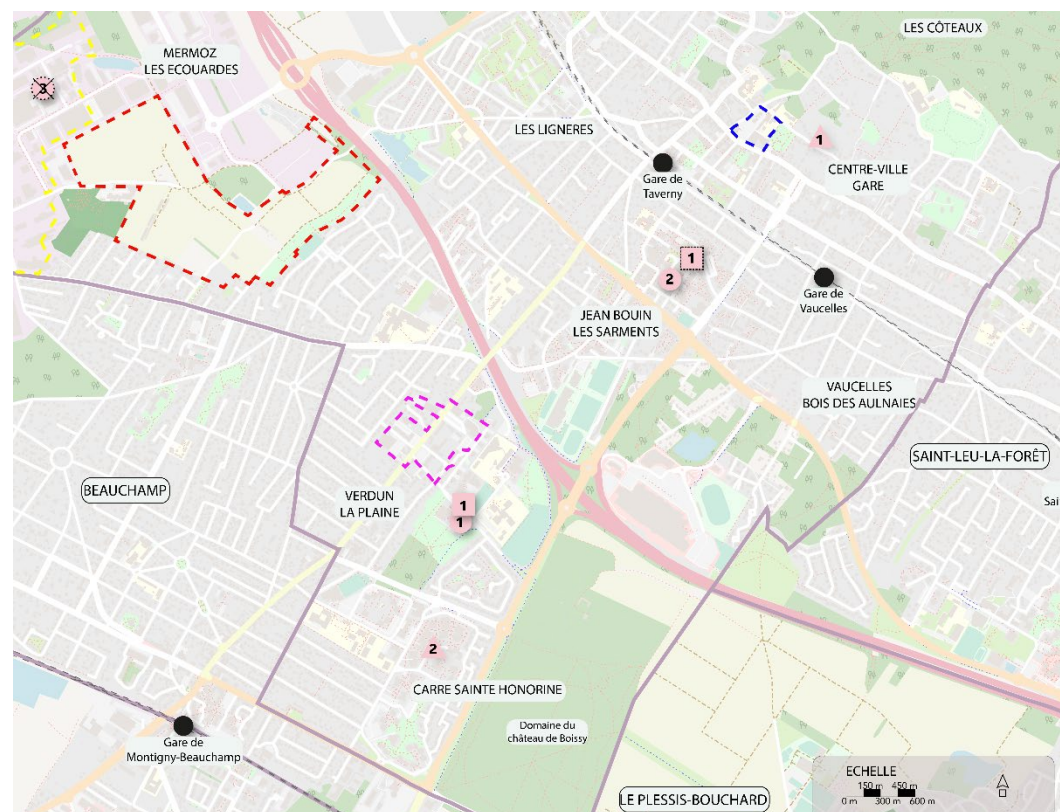 LES CÔTEAUX
MERMOZ
LES ECOUARDES
3
LES LIGNERES
1
Gare de
Taverny
CENTRE-VILLE
GARE
1
2
Gare de
Vaucelles
JEAN BOUIN
LES SARMENTS
VAUCELLES
BOIS DES AULNAIES
SAINT-LEU-LA-FORÊT
BEAUCHAMP
VERDUN
LA PLAINE
1
1
Sai
2
CARRE SAINTE HONORINE
Domaine du
château de Boissy
Gare de
Montigny-Beauchamp
LE PLESSIS-BOUCHARD
ECHELLE
150 m 450 m
0 m 300 m 600 m